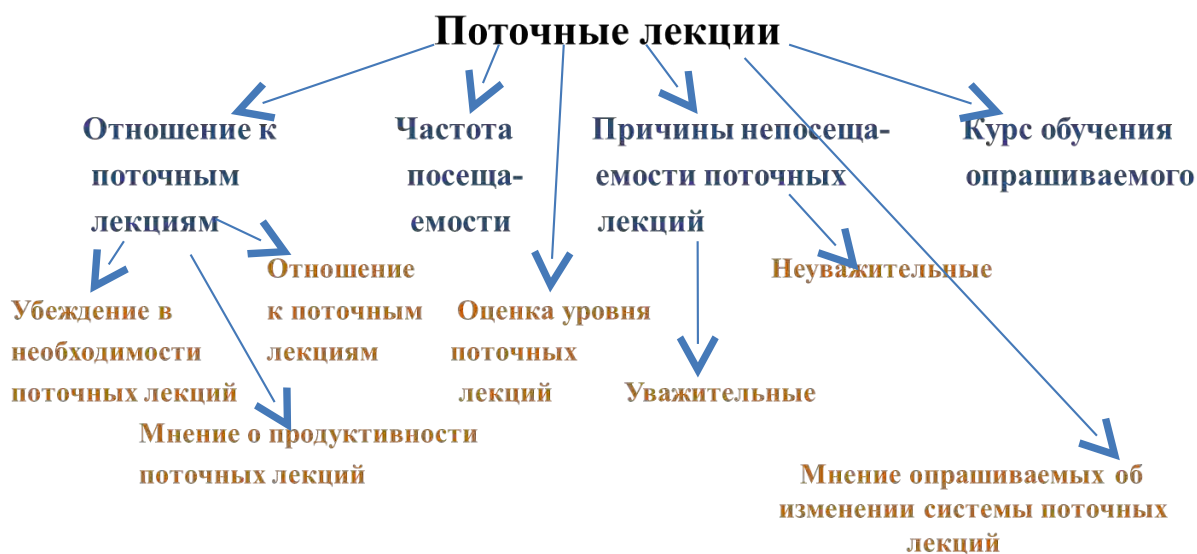 Поточные лекции
Отношение к
поточным
лекциям
Частота
посеща-
емости
Причины непосеща-
емости поточных
лекций
Курс обучения
опрашиваемого
Убеждение в
необходимости
поточных лекций
Отношение
к поточным
лекциям
Мнение о продуктивности
поточных лекций
Оценка уровня
поточных
лекций
Уважительные
Неуважительные
Мнение опрашиваемых об
изменении системы поточных
лекций